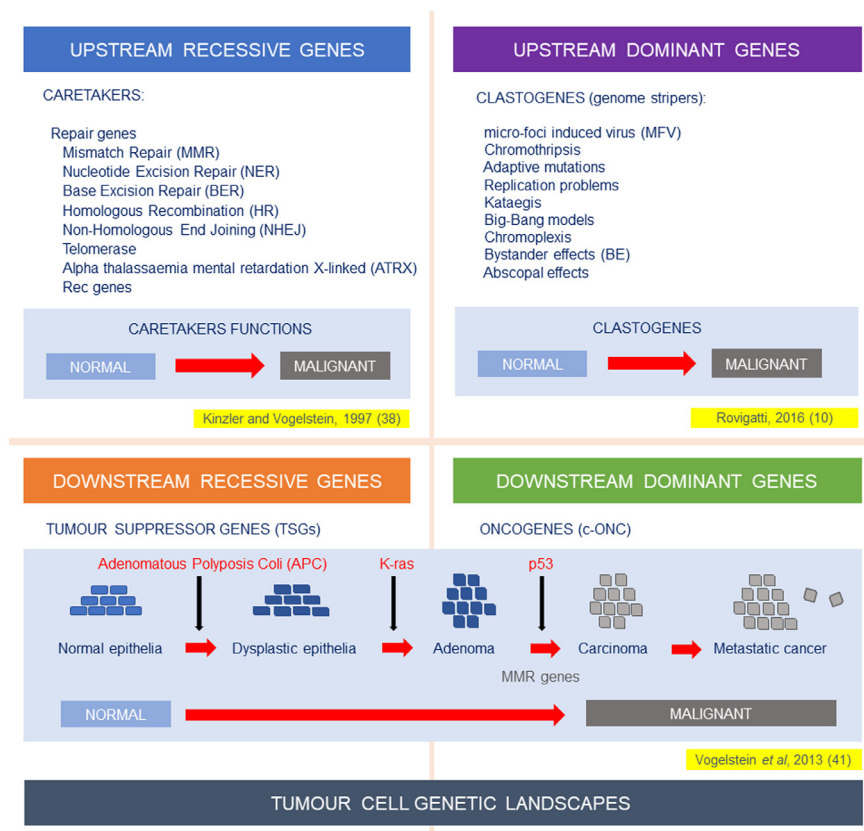 UPSTREAM RECESSIVE GENES
CARETAKERS:
Repair genes
Mismatch Repair (MMR)
Nucleotide Excision Repair (NER)
Base Excision Repair (BER)
Homologous Recombination (HR)
Non-Homologous End Joining (NHEJ)
Telomerase
Alpha thalassaemia mental retardation X-linked (ATRX)
Rec genes
CARETAKERS FUNCTIONS
NORMAL
MALIGNANT
Kinzler and Vogelstein, 1997 (38)
UPSTREAM DOMINANT GENES
CLASTOGENES (genome stripers):
micro-foci induced virus (MFV)
Chromothripsis
Adaptive mutations
Replication problems
Kataegis
Big-Bang models
Chromoplexis
Bystander effects (BE)
Abscopal effects
CLASTOGENES
NORMAL
MALIGNANT
Rovigatti, 2016 (10)
DOWNSTREAM RECESSIVE GENES
DOWNSTREAM DOMINANT GENES
TUMOUR SUPPRESSOR GENES (TSGs)
ONCOGENES (c-ONC)
Adenomatous Polyposis Coli (APC)
K-ras
p53
Normal epithelia
Dysplastic epithelia
Adenoma
Carcinoma
Metastatic cancer
MMR genes
NORMAL
MALIGNANT
Vogelstein et al, 2013 (41)
TUMOUR CELL GENETIC LANDSCAPES